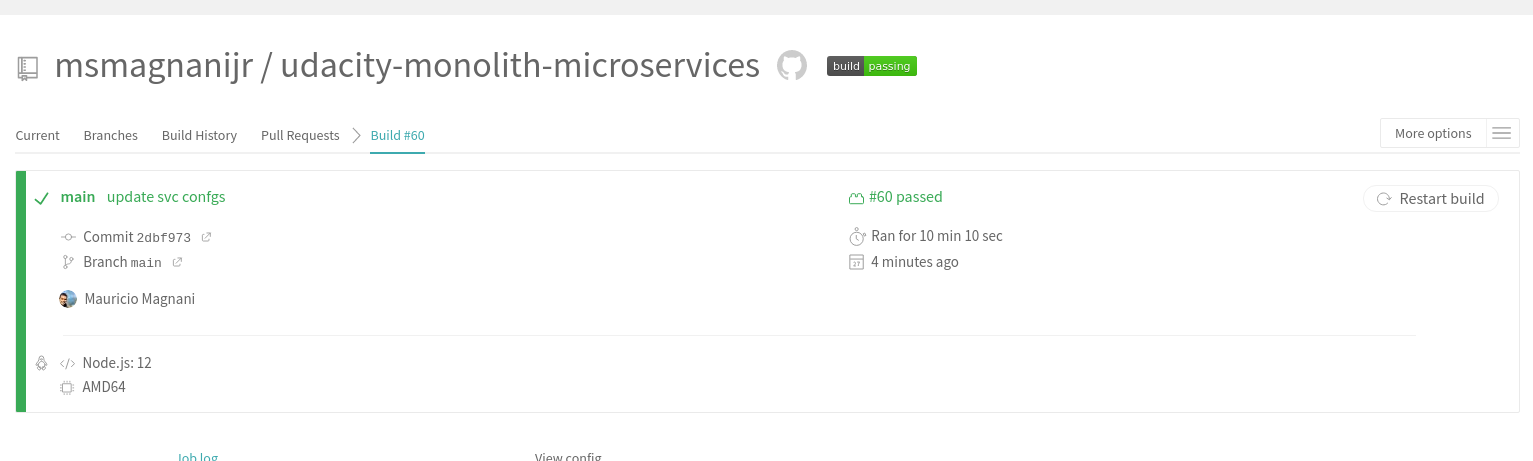 msmagnanijr / udacity-monolith-microservices build passing
Current Branches Build History Pull Requests Build #60 More options
main update svc confgs #60 passed Restart build
Commit 2dbf973 Ran for 10 min 10 sec
Branch main 4 minutes ago
Mauricio Magnani
Node.js: 12
AMD64
Job log View config